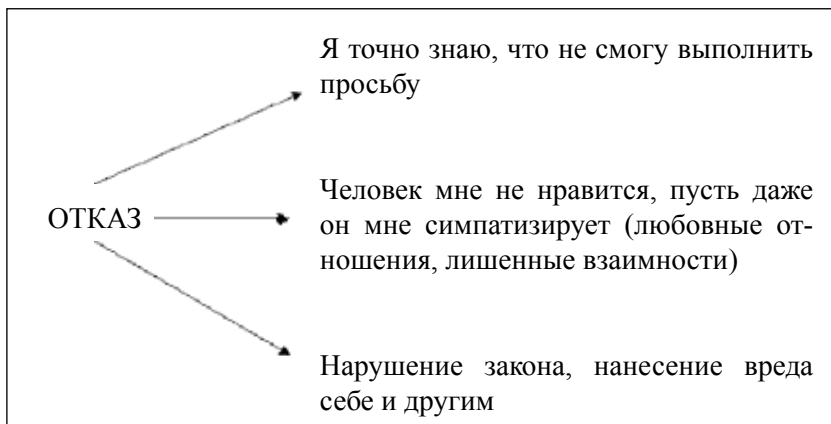 Я точно знаю, что не смогу выполнить
просьбу
ОТКАЗ
Человек мне не нравится, пусть даже
он мне симпатизирует (любовные от-
ношения, лишенные взаимности)
Нарушение закона, нанесение вреда
себе и другим